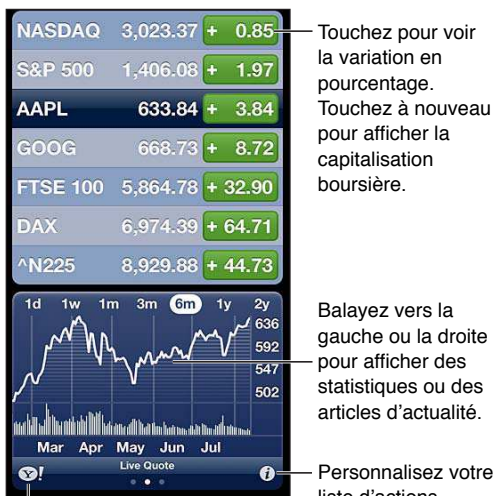 NASDAQ 3,023.37 + 0.85
S&P 500 1,406.08 + 1.97
AAPL 633.84 + 3.84
GOOG 668.73 + 8.72
FTSE 100 5,864.78 + 32.90
DAX 6,974.39 + 64.71
^N225 8,929.88 + 44.73
1d 1w 1m 3m 6m 1y 2y
636
592
547
502
Mar Apr May Jun Jul
Live Quote
Y!
i
Touchez pour voir
la variation en
pourcentage.
Touchez à nouveau
pour afficher la
capitalisation
boursière.
Balayez vers la
gauche ou la droite
pour afficher des
statistiques ou des
articles d'actualité.
Personnalisez votre
liste d'actions